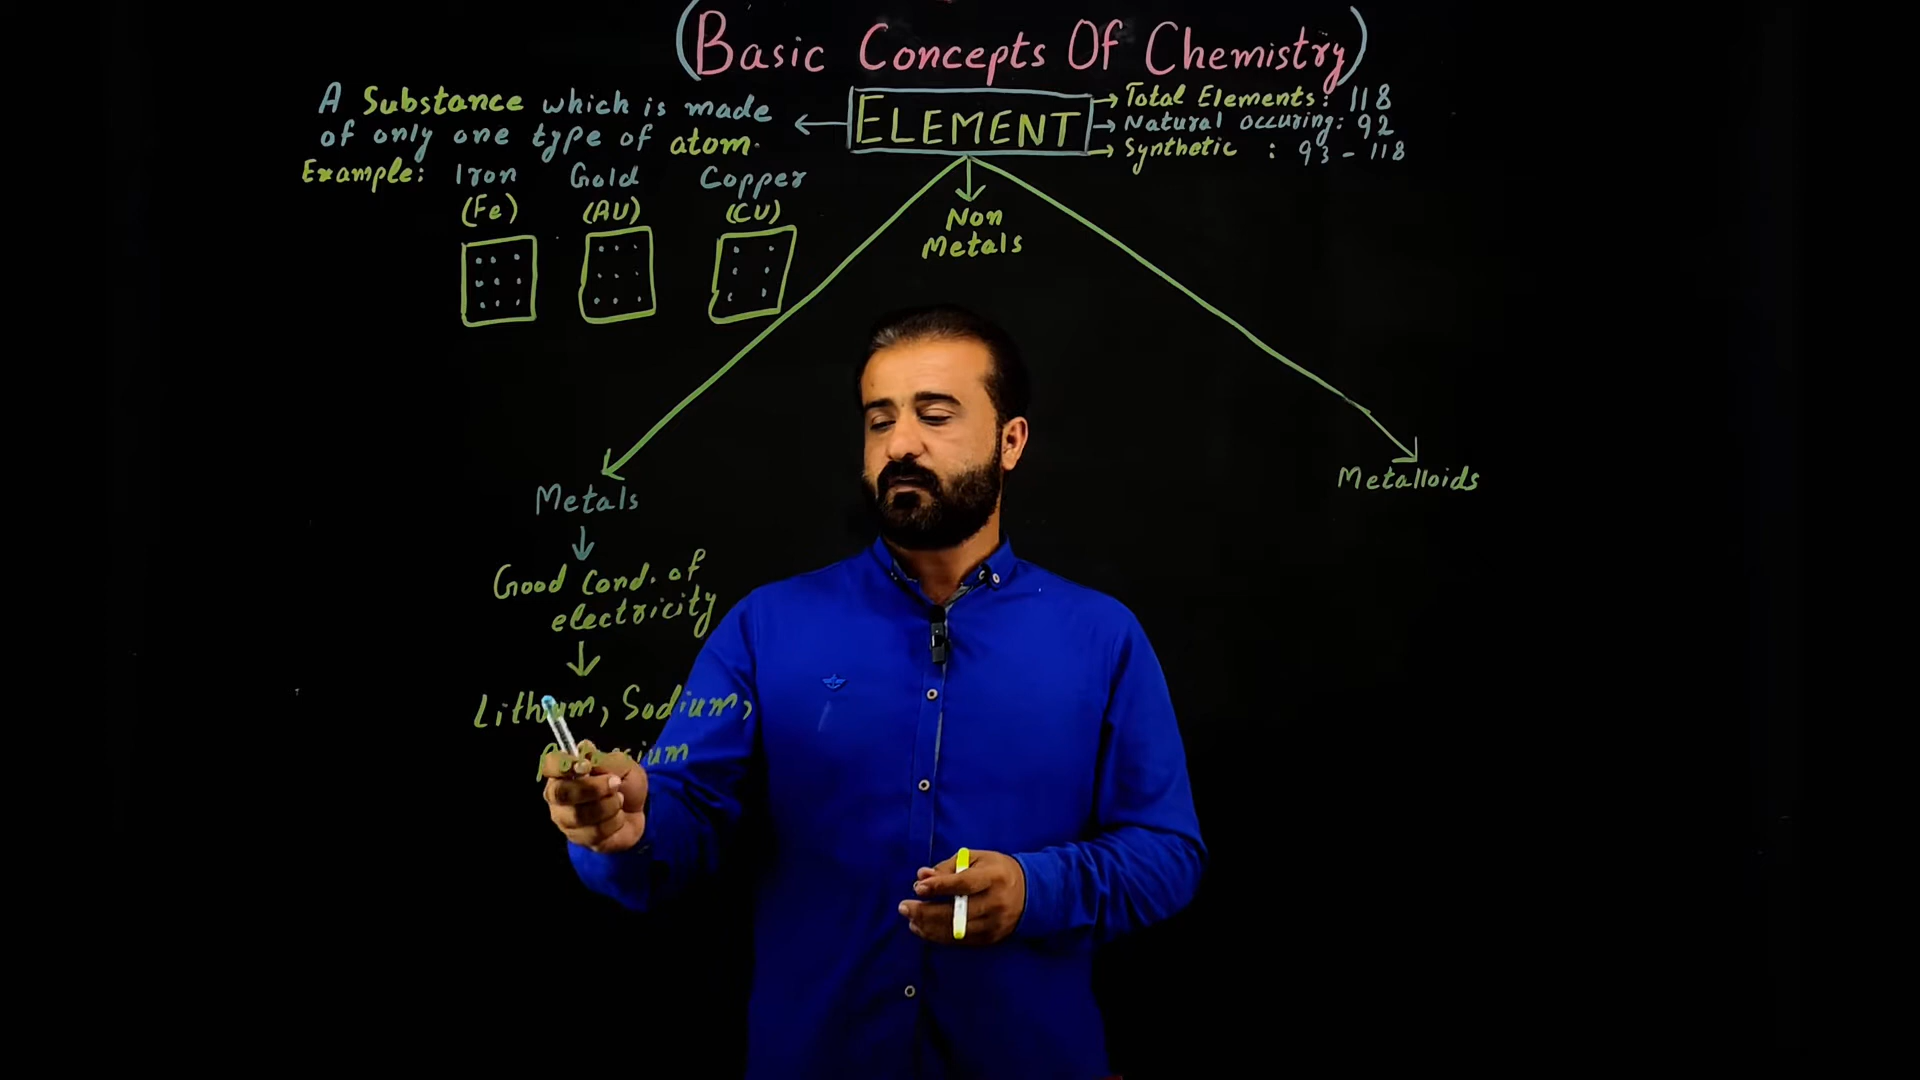 (Basic Concepts Of Chemistry)
A Substance which is made
of only one type of atom.
Example: Iron Gold Copper
(Fe) (AU) (CU)
ELEMENT
Total Elements: 118
Natural occuring: 92
Synthetic : 93 - 118
Non
Metals
Metals
Good Cond. of
electricity
Lithium, Sodium,
Metalloids